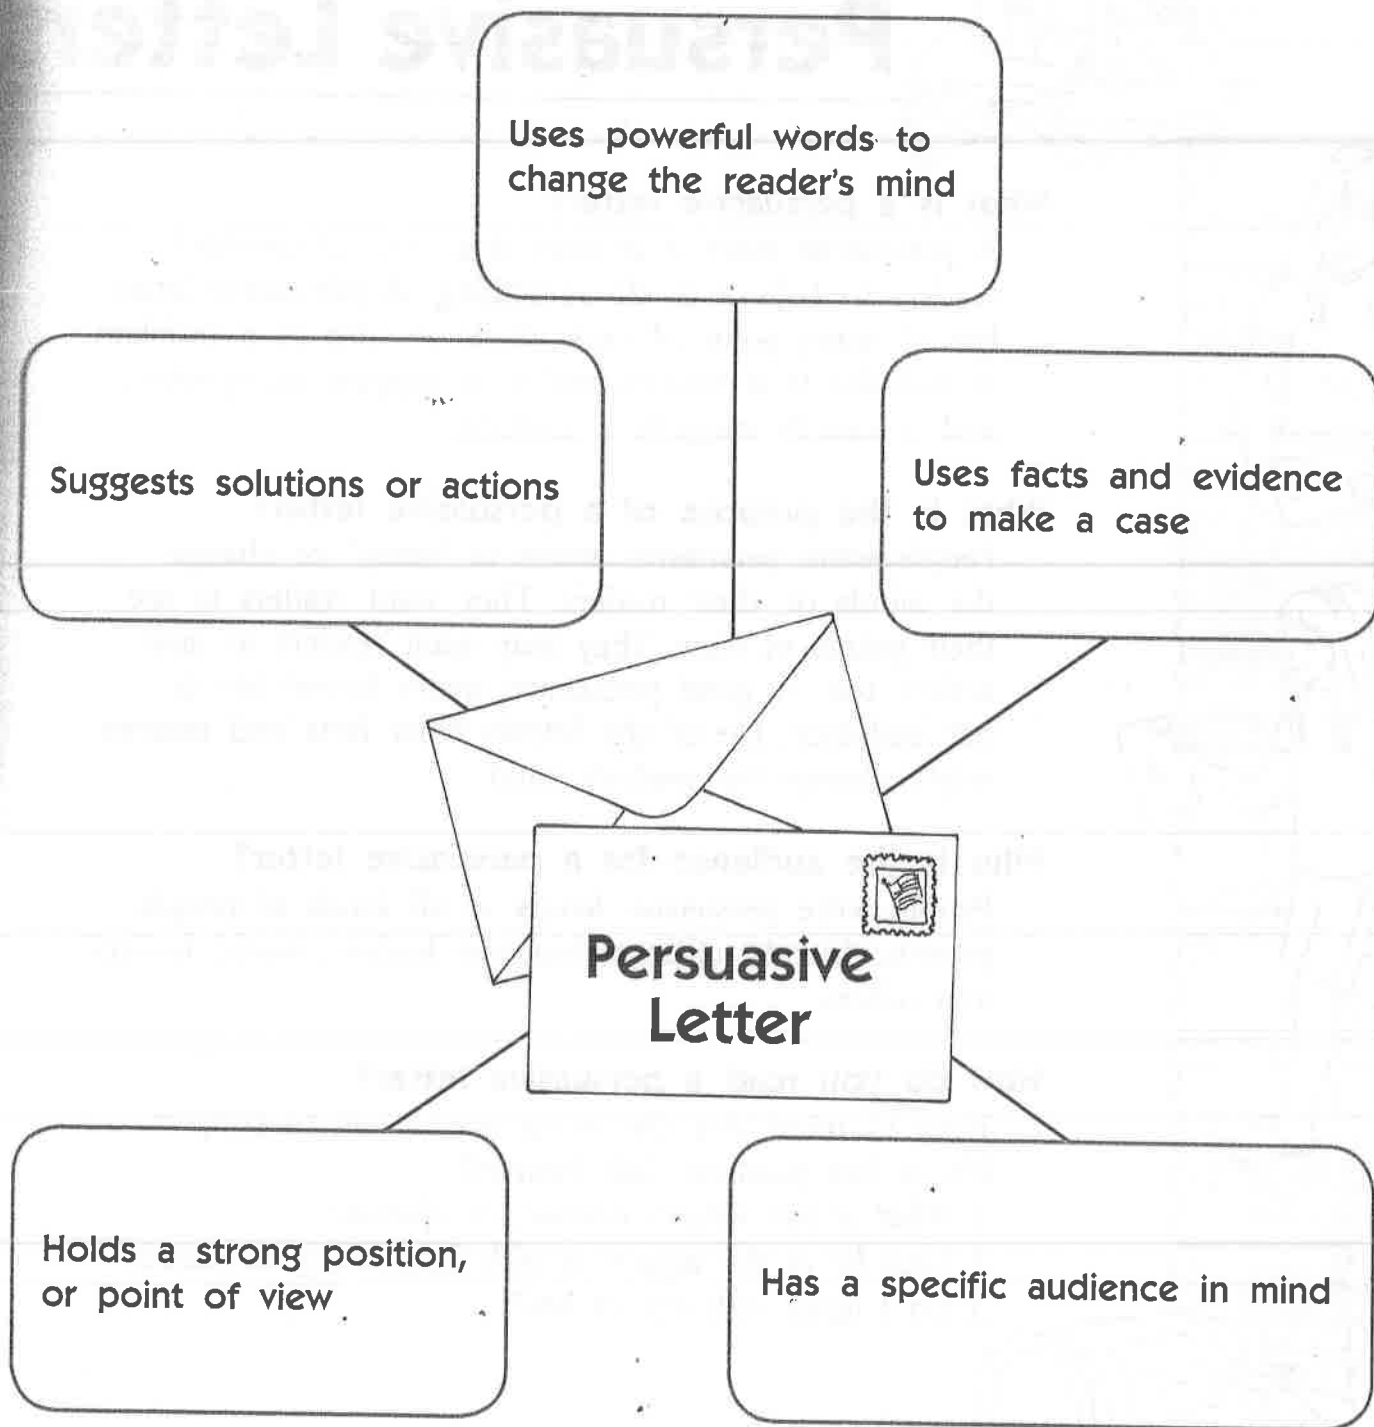 Uses powerful words to
change the reader's mind
Suggests solutions or actions
Uses facts and evidence
to make a case
Persuasive
Letter
Holds a strong position,
or point of view
Has a specific audience in mind